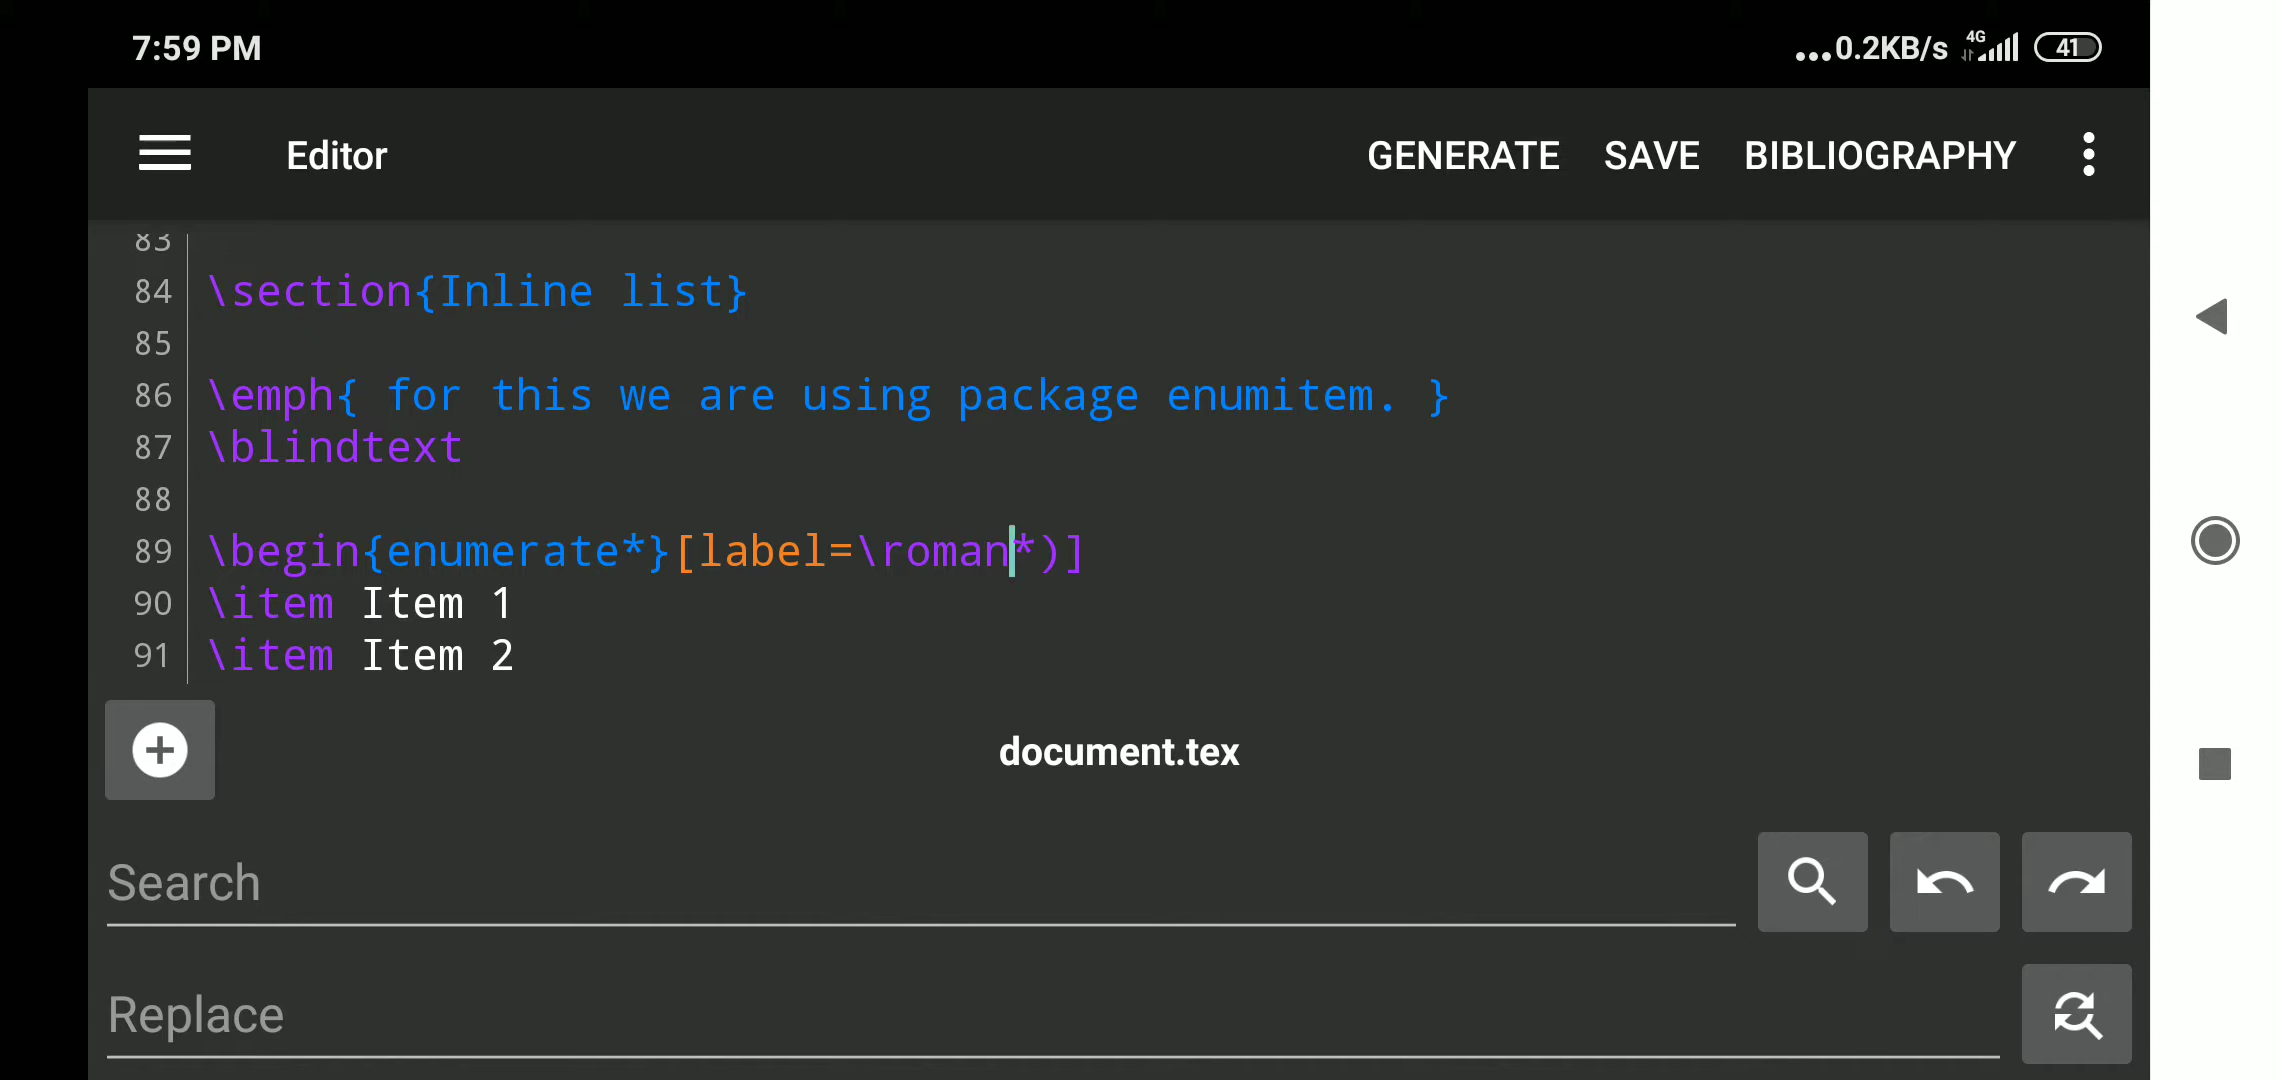 7:59 PM
...0.2KB/s 4G 41
Editor GENERATE SAVE BIBLIOGRAPHY
83
84 \section{Inline list}
85
86 \emph{ for this we are using package enumitem. }
87 \blindtext
88
89 \begin{enumerate*}[label=\roman*)]
90 \item Item 1
91 \item Item 2
document.tex
Search
Replace